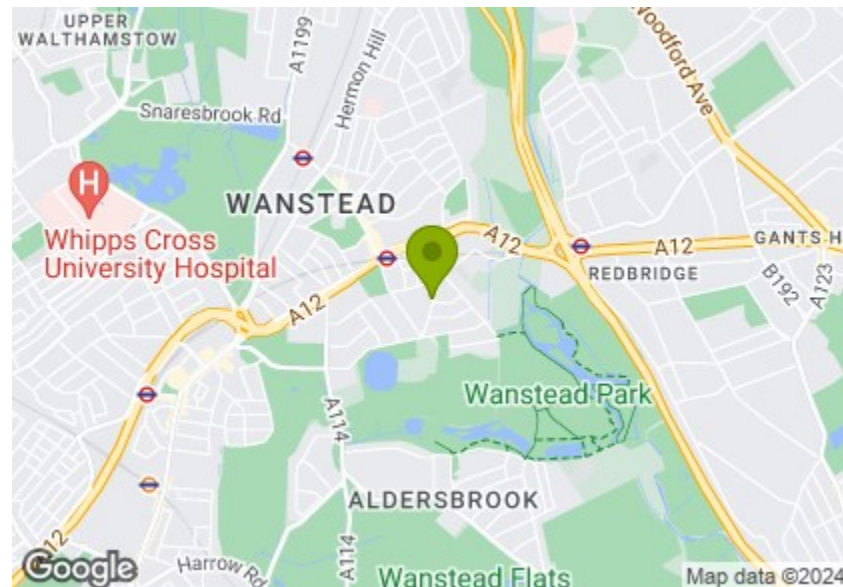 UPPER
WALTHAMSTOW
A1199
Hermon Hill
Woodford Ave
Snaresbrook Rd
H
WANSTEAD
Whipps Cross
University Hospital
A12
A12
GANTS H
REDBRIDGE
B192
A123
A12
Wanstead Park
A114
ALDERSBROOK
A12
A114
Harrow Rd
Wanstead Flats
Google
Map data ©2024